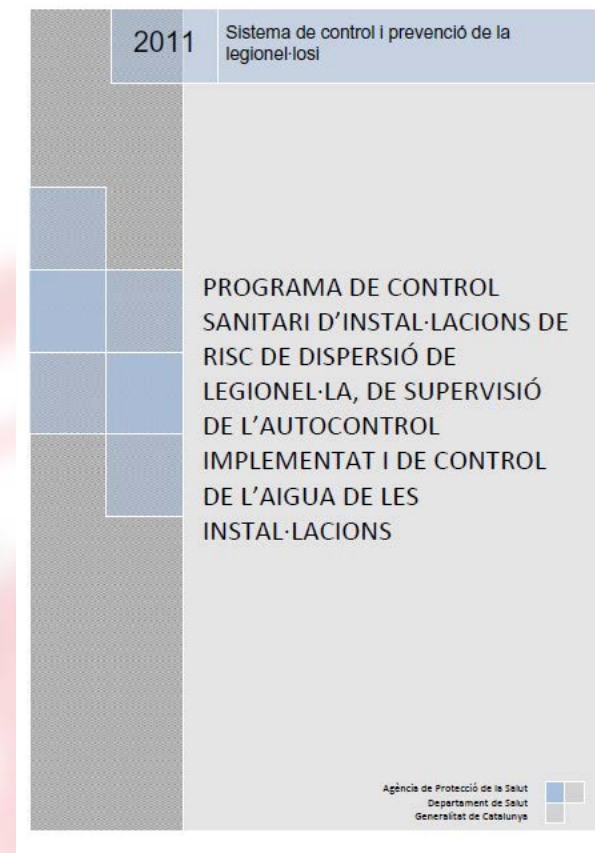 2011
Sistema de control i prevenció de la
legionel·losi
PROGRAMA DE CONTROL
SANITARI D'INSTAL·LACIONS DE
RISC DE DISPERSIÓ DE
LEGIONEL·LA, DE SUPERVISIÓ
DE L'AUTOCONTROL
IMPLEMENTAT I DE CONTROL
DE L'AIGUA DE LES
INSTAL·LACIONS
Agència de Protecció de la Salut
Departament de Salut
Generalitat de Catalunya